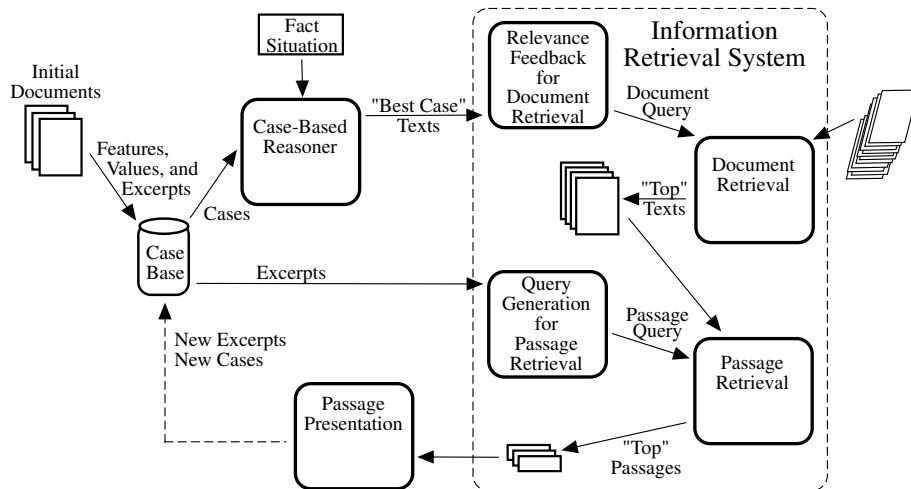 Fact
Situation
Information
Retrieval System
Initial
Documents
Relevance
Feedback
for
Document
Retrieval
"Best Case"
Texts
Document
Query
Case-Based
Reasoner
Features,
Values, and
Excerpts
Document
Retrieval
"Top"
Texts
Cases
Case
Base
Excerpts
Query
Generation
for
Passage
Retrieval
Passage
Query
New Excerpts
New Cases
Passage
Retrieval
Passage
Presentation
"Top"
Passages